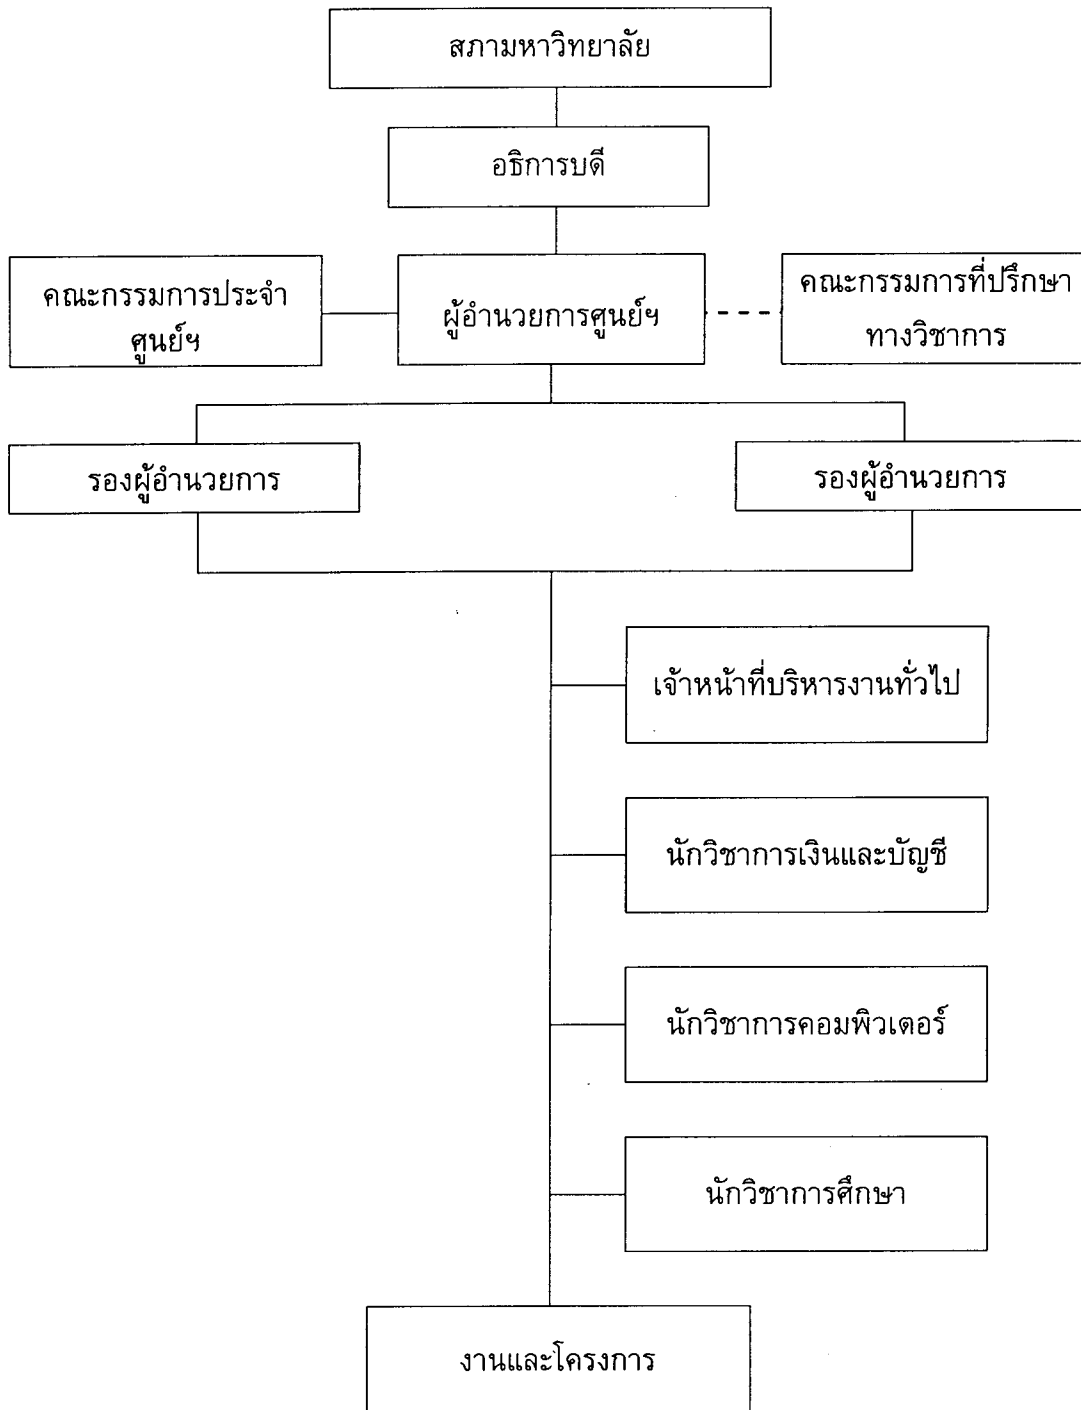 สภามหาวิทยาลัย
อธิการบดี
คณะกรรมการประจำ
ศูนย์ฯ
ผู้อำนวยการศูนย์ฯ
คณะกรรมการที่ปรึกษา
ทางวิชาการ
รองผู้อำนวยการ
รองผู้อำนวยการ
เจ้าหน้าที่บริหารงานทั่วไป
นักวิชาการเงินและบัญชี
นักวิชาการคอมพิวเตอร์
นักวิชาการศึกษา
งานและโครงการ